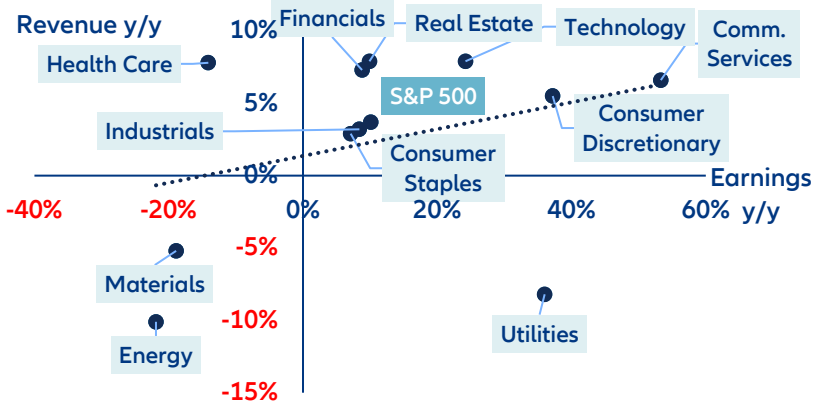 Revenue y/y
10%
Financials
Real Estate
Technology
Comm.
Services
Health Care
S&P 500
5%
Industrials
Consumer
Discretionary
Consumer
Staples
0%
Earnings
y/y
-40%
-20%
0%
20%
40%
60%
-5%
Materials
-10%
Utilities
Energy
-15%